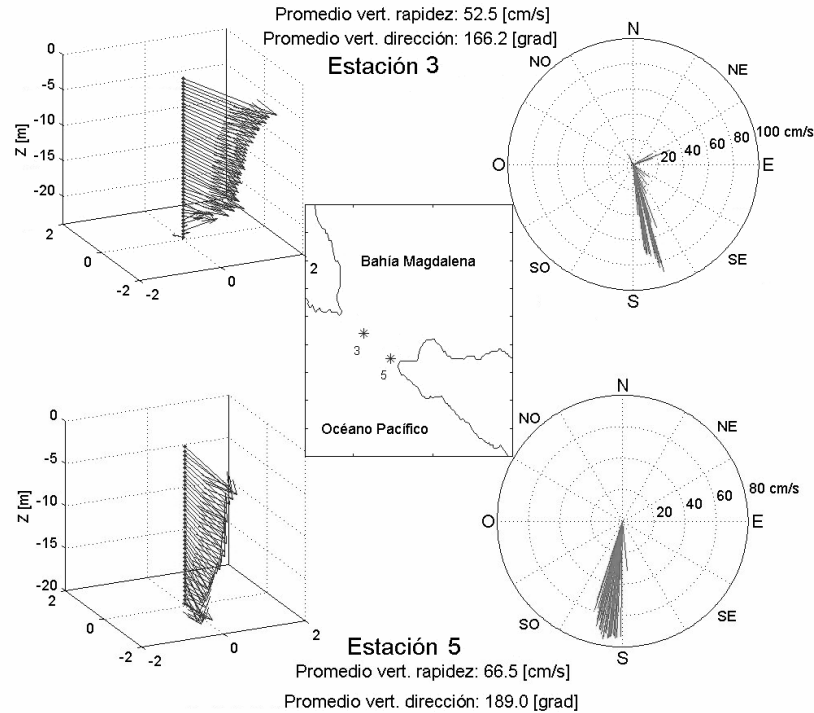 Promedio vert. rapidez: 52.5 [cm/s]
Promedio vert. dirección: 166.2 [grad]
Estación 3
0
-5
-10
-15
-20
Z [m]
2
0
-2
-2
0
2
N
NO
NE
O
20 40 60 80 100 cm/s
E
SO
SE
S
Bahía Magdalena
3
5
Océano Pacífico
0
-5
-10
-15
-20
Z [m]
2
0
-2
-2
0
2
N
NO
NE
O
20 40 60 80 cm/s
E
SO
SE
S
Estación 5
Promedio vert. rapidez: 66.5 [cm/s]
Promedio vert. dirección: 189.0 [grad]